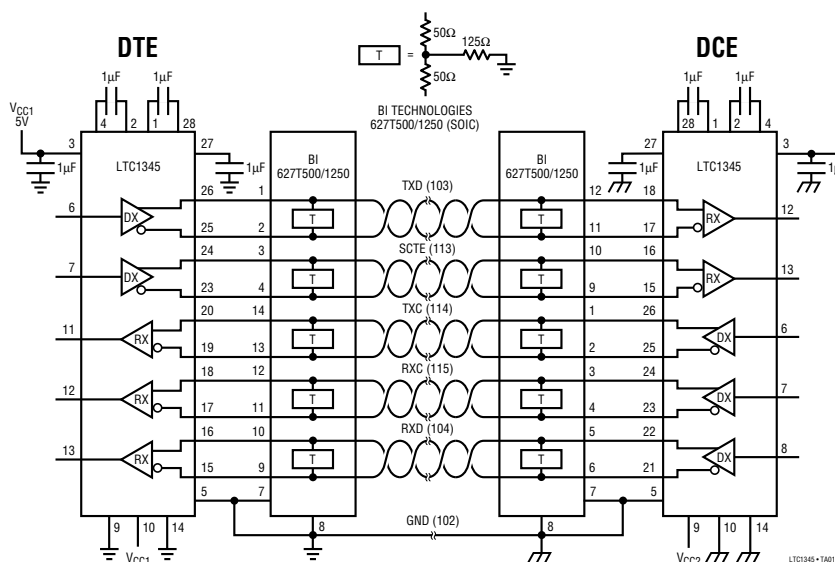 DTE
DCE
50Ω
125Ω
T
=
50Ω
BI TECHNOLOGIES
627T500/1250 (SOIC)
1µF
1µF
4
2
1
28
VCC1
5V
3
27
1µF
1µF
LTC1345
BI
627T500/1250
BI
627T500/1250
1µF
1µF
28
1
2
4
27
3
1µF
LTC1345
6
DX
26
1
25
2
T
TXD (103)
T
12
18
11
17
RX
12
7
DX
24
3
23
4
T
SCTE (113)
T
10
16
9
15
RX
13
11
RX
20
14
19
13
T
TXC (114)
T
1
26
2
25
DX
6
12
RX
18
12
17
11
T
RXC (115)
T
3
24
4
23
DX
7
13
RX
16
10
15
9
T
RXD (104)
T
5
22
6
21
DX
8
5
7
7
5
GND (102)
9
10
14
8
8
9
10
14
VCC1
VCC2
LTC1345 • TA01